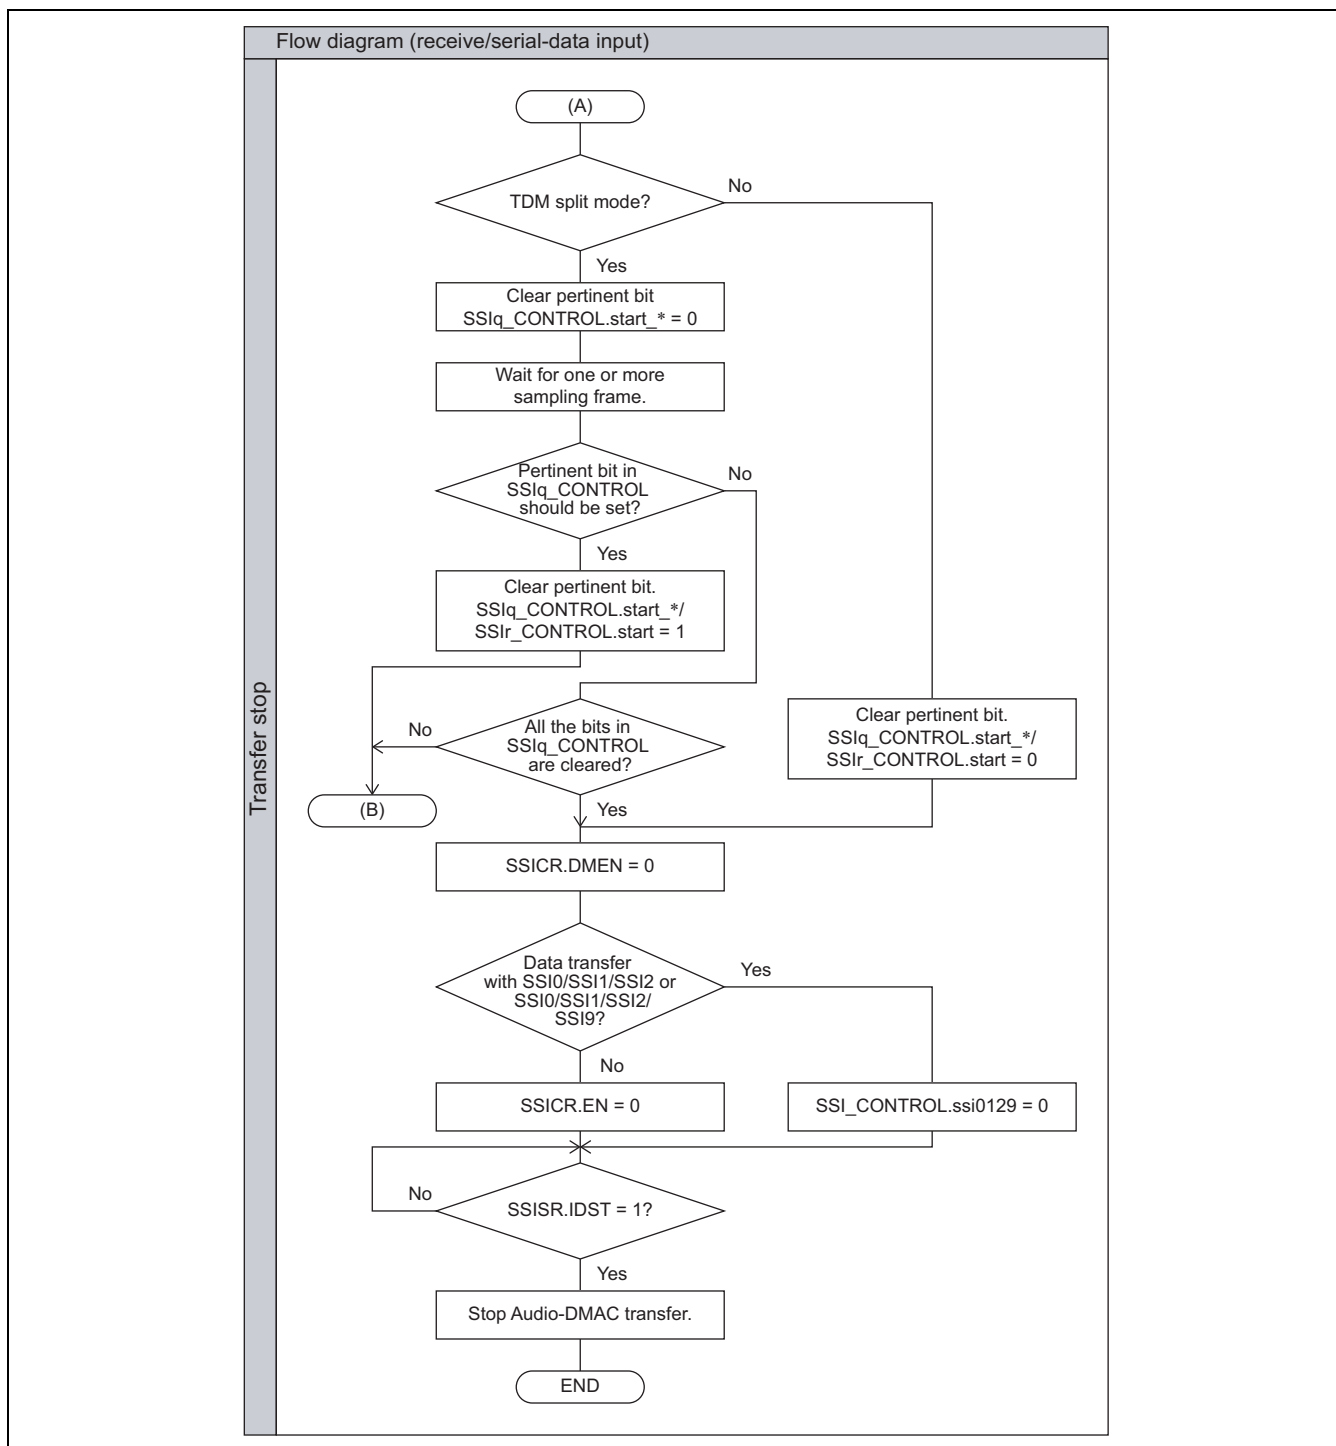 Flow diagram (receive/serial-data input)
Transfer stop
(A)
TDM split mode?
No
Yes
Clear pertinent bit
SSIq_CONTROL.start_* = 0
Wait for one or more
sampling frame.
Pertinent bit in
SSIq_CONTROL
should be set?
No
Yes
Clear pertinent bit.
SSIq_CONTROL.start_*/
SSIr_CONTROL.start = 1
All the bits in
SSIq_CONTROL
are cleared?
No
Yes
(B)
Clear pertinent bit.
SSIq_CONTROL.start_*/
SSIr_CONTROL.start = 0
SSICR.DMEN = 0
Data transfer
with SSI0/SSI1/SSI2 or
SSI0/SSI1/SSI2/
SSI9?
Yes
No
SSICR.EN = 0
SSI_CONTROL.ssi0129 = 0
No
SSISR.IDST = 1?
Yes
Stop Audio-DMAC transfer.
END